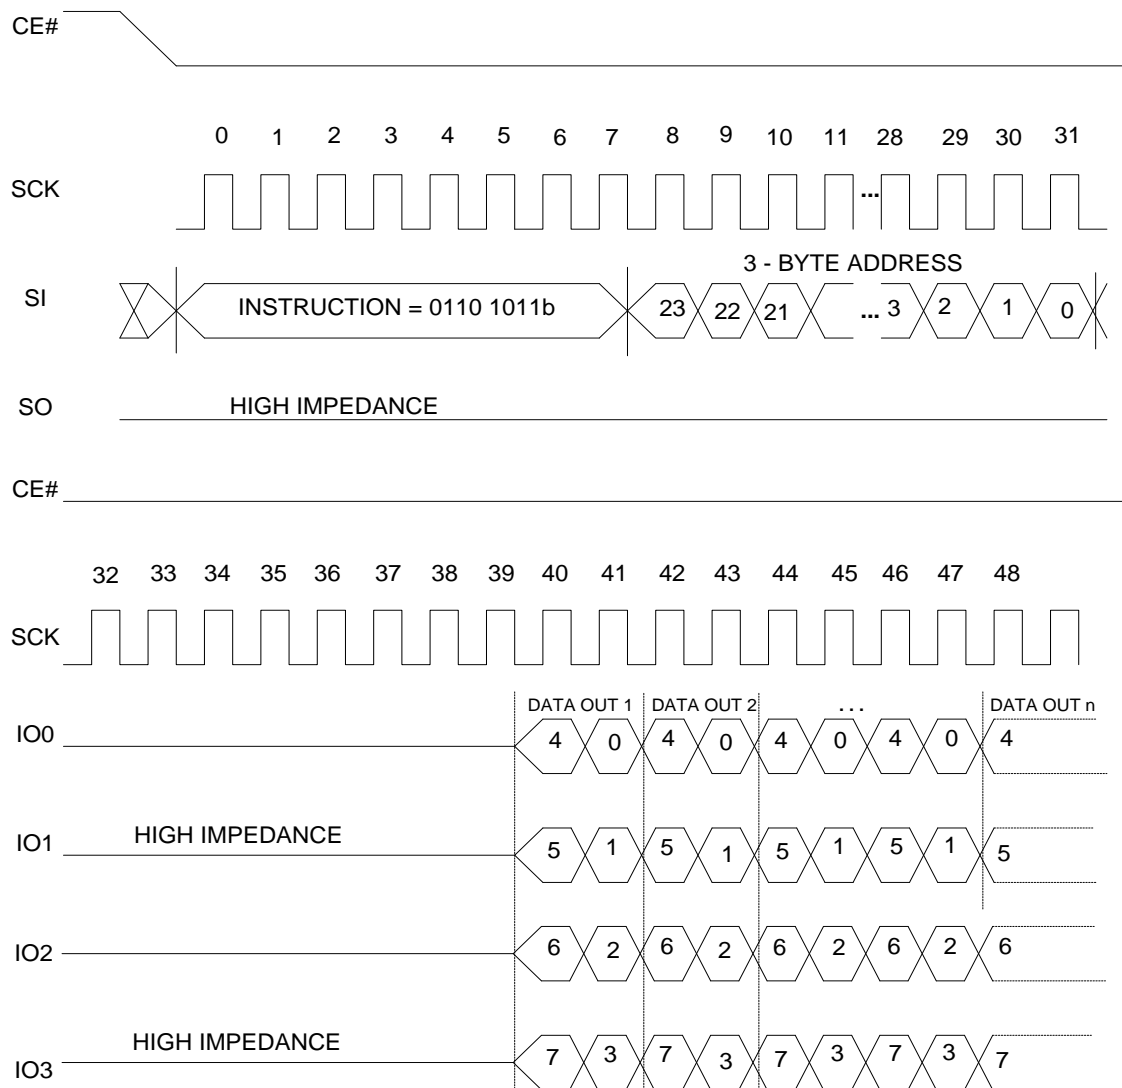 CE#
0 1 2 3 4 5 6 7 8 9 10 11 28 29 30 31
SCK ...
3 - BYTE ADDRESS
SI INSTRUCTION = 0110 1011b 23 22 21 ... 3 2 1 0
SO HIGH IMPEDANCE
CE#
32 33 34 35 36 37 38 39 40 41 42 43 44 45 46 47 48
SCK
DATA OUT 1 DATA OUT 2 ... DATA OUT n
IO0 4 0 4 0 4 0 4 0 4
IO1 HIGH IMPEDANCE 5 1 5 1 5 1 5 1 5
IO2 6 2 6 2 6 2 6 2 6
IO3 HIGH IMPEDANCE 7 3 7 3 7 3 7 3 7